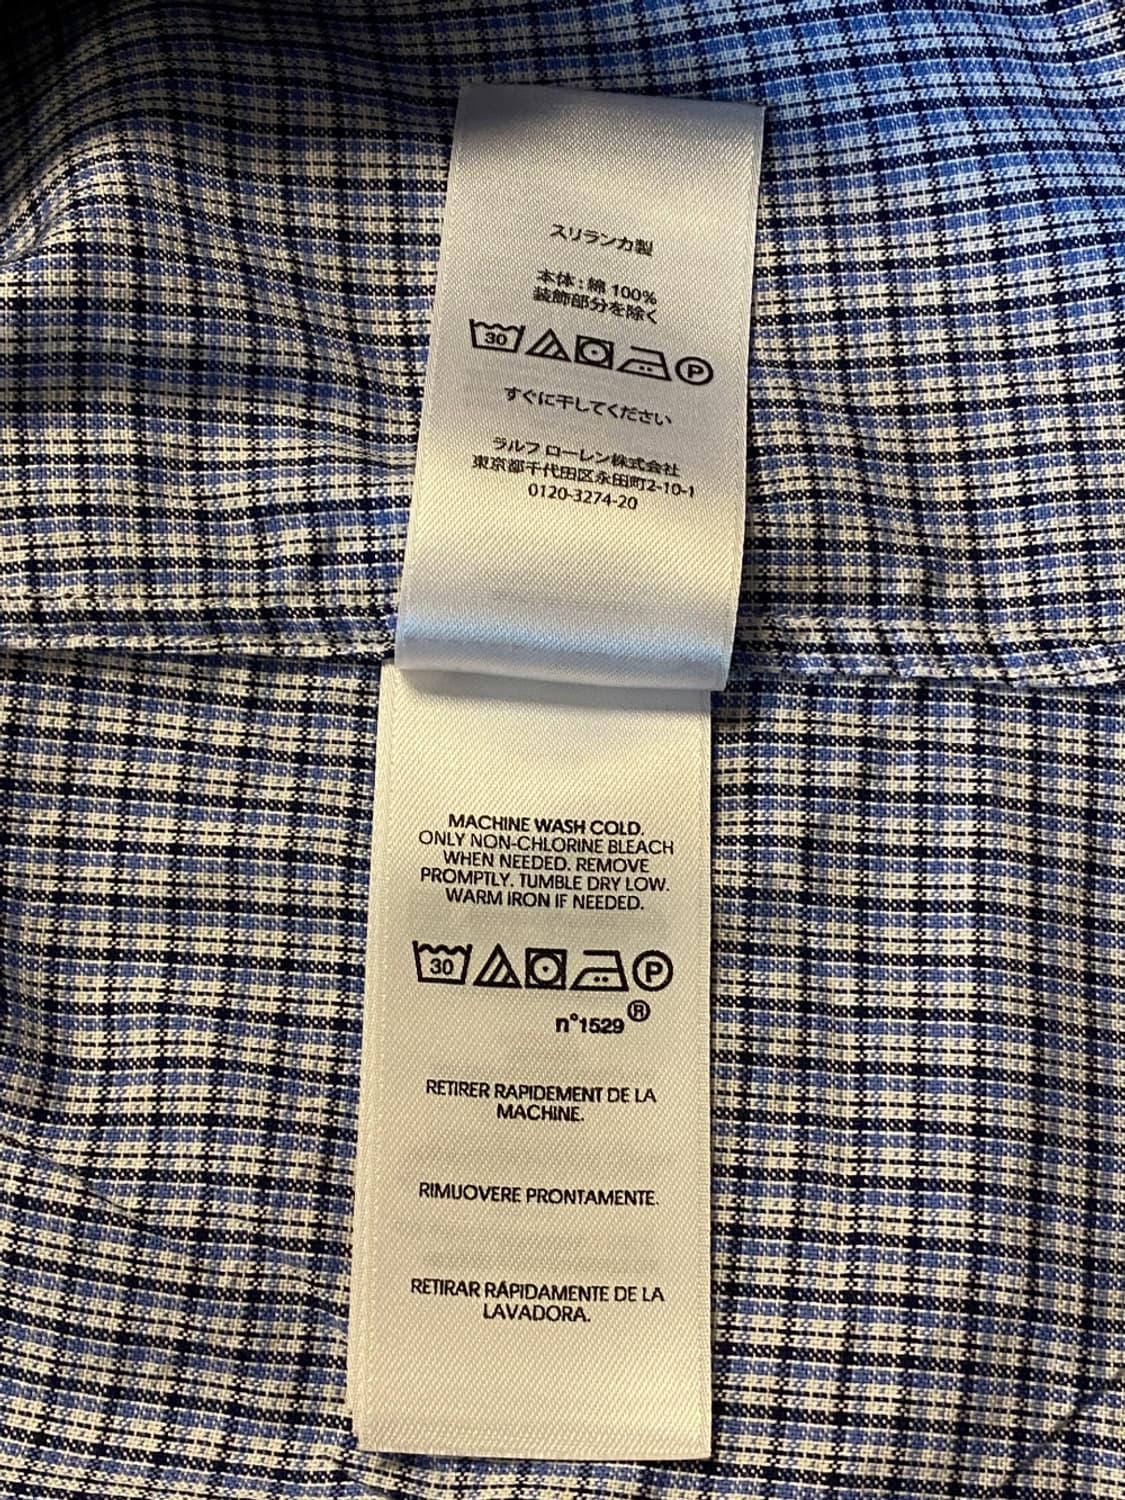 スリランカ製
本体:綿 100%
装飾部分を除く
30 P
すぐに干してください
ラルフ ローレン株式会社
東京都千代田区永田町2-10-1
0120-3274-20
MACHINE WASH COLD.
ONLY NON-CHLORINE BLEACH
WHEN NEEDED. REMOVE
PROMPTLY. TUMBLE DRY LOW.
WARM IRON IF NEEDED.
30 P
n°1529®
RETIRER RAPIDEMENT DE LA
MACHINE.
RIMUOVERE PRONTAMENTE.
RETIRAR RÁPIDAMENTE DE LA
LAVADORA.